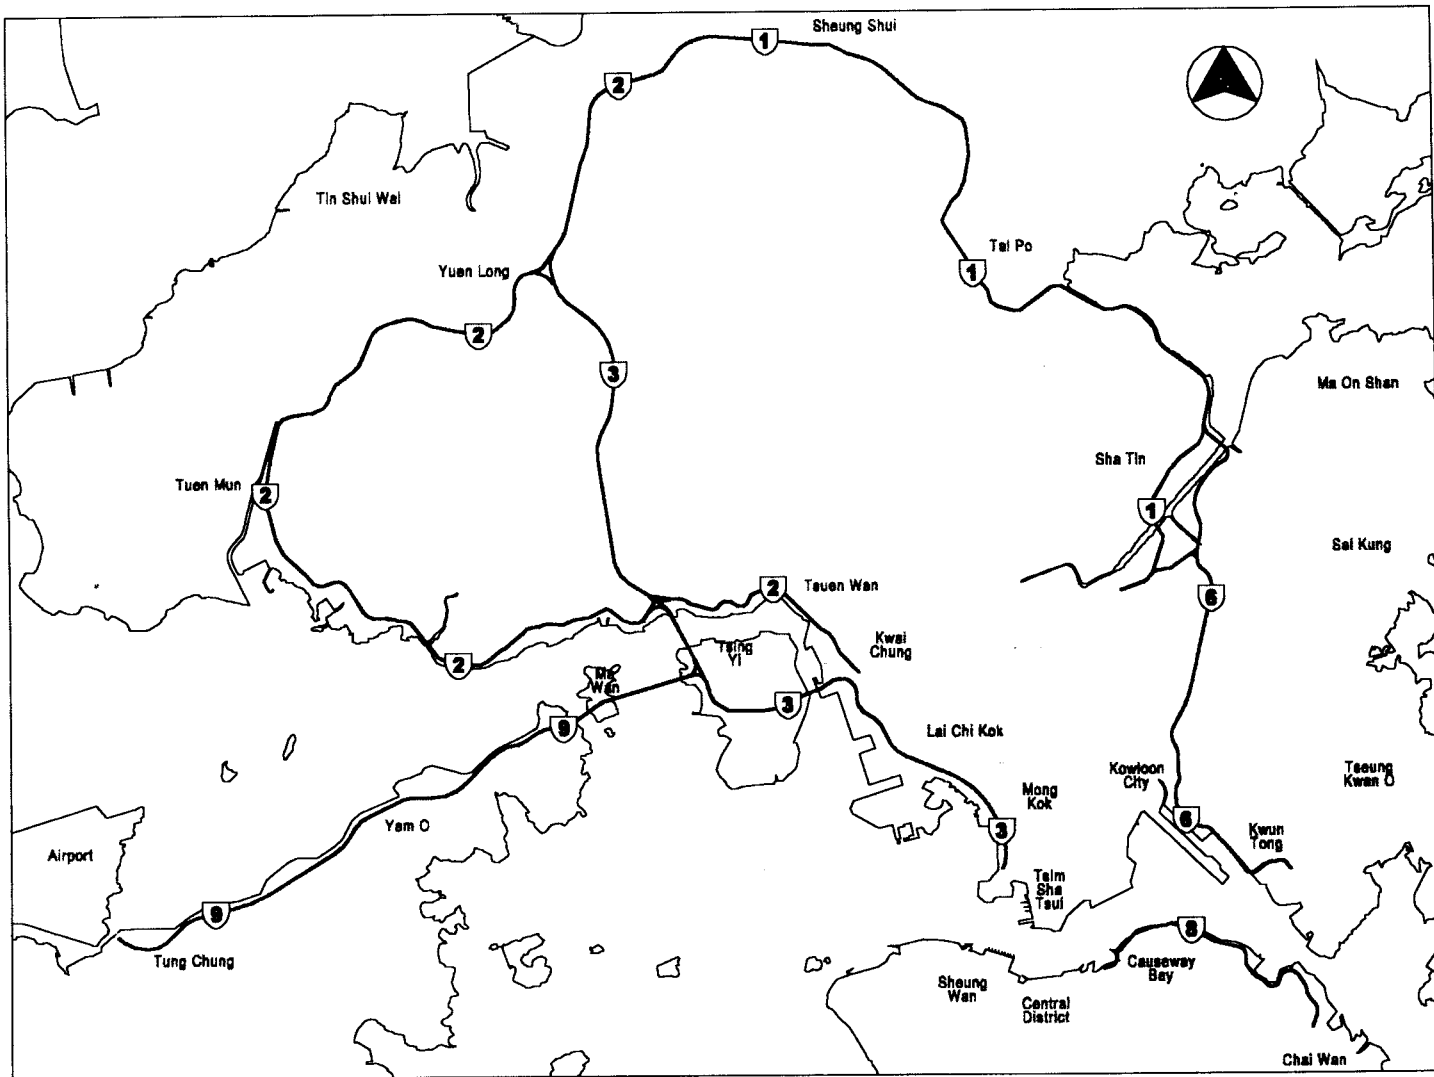 Sheung Shui
1
2
Tin Shui Wai
Tai Po
Yuen Long
1
2
3
Ma On Shan
Sha Tin
Tuen Mun
2
1
Sai Kung
2
Tsuen Wan
6
Kwai
Chung
Tsing
Yi
2
Ma
Wan
3
9
Lai Chi Kok
Kowloon
City
Tseung
Kwan O
Mong
Kok
Yam O
3
6
Kwun
Tong
Airport
Tsim
Sha
Tsui
9
8
Tung Chung
Causeway
Bay
Sheung
Wan
Central
District
Chai Wan